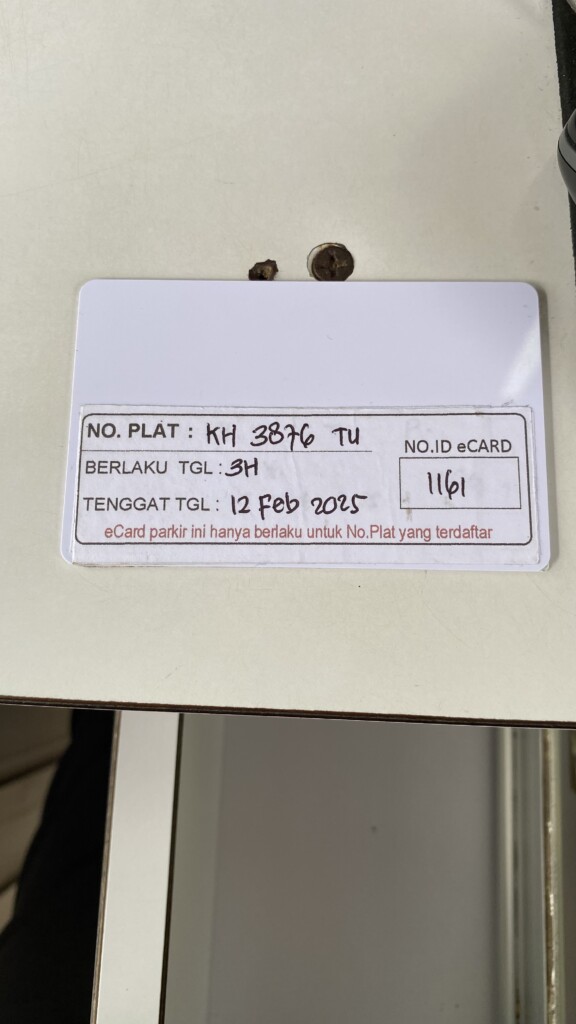 NO. PLAT : KH 3876 TU
NO.ID eCARD
BERLAKU TGL : 3H
1161
TENGGAT TGL : 12 Feb 2025
eCard parkir ini hanya berlaku untuk No.Plat yang terdaftar